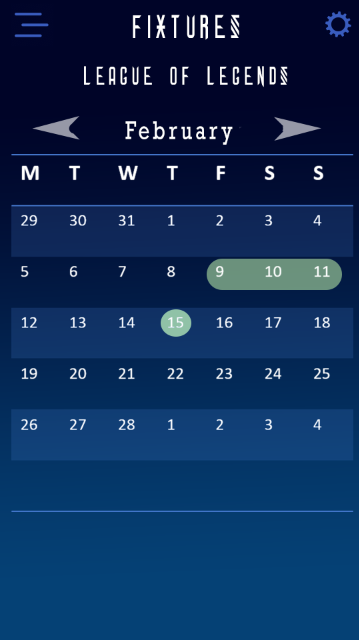 FIXTURES
LEAGUE OF LEGENDS
February
M T W T F S S
29 30 31 1 2 3 4
5 6 7 8 9 10 11
12 13 14 15 16 17 18
19 20 21 22 23 24 25
26 27 28 1 2 3 4